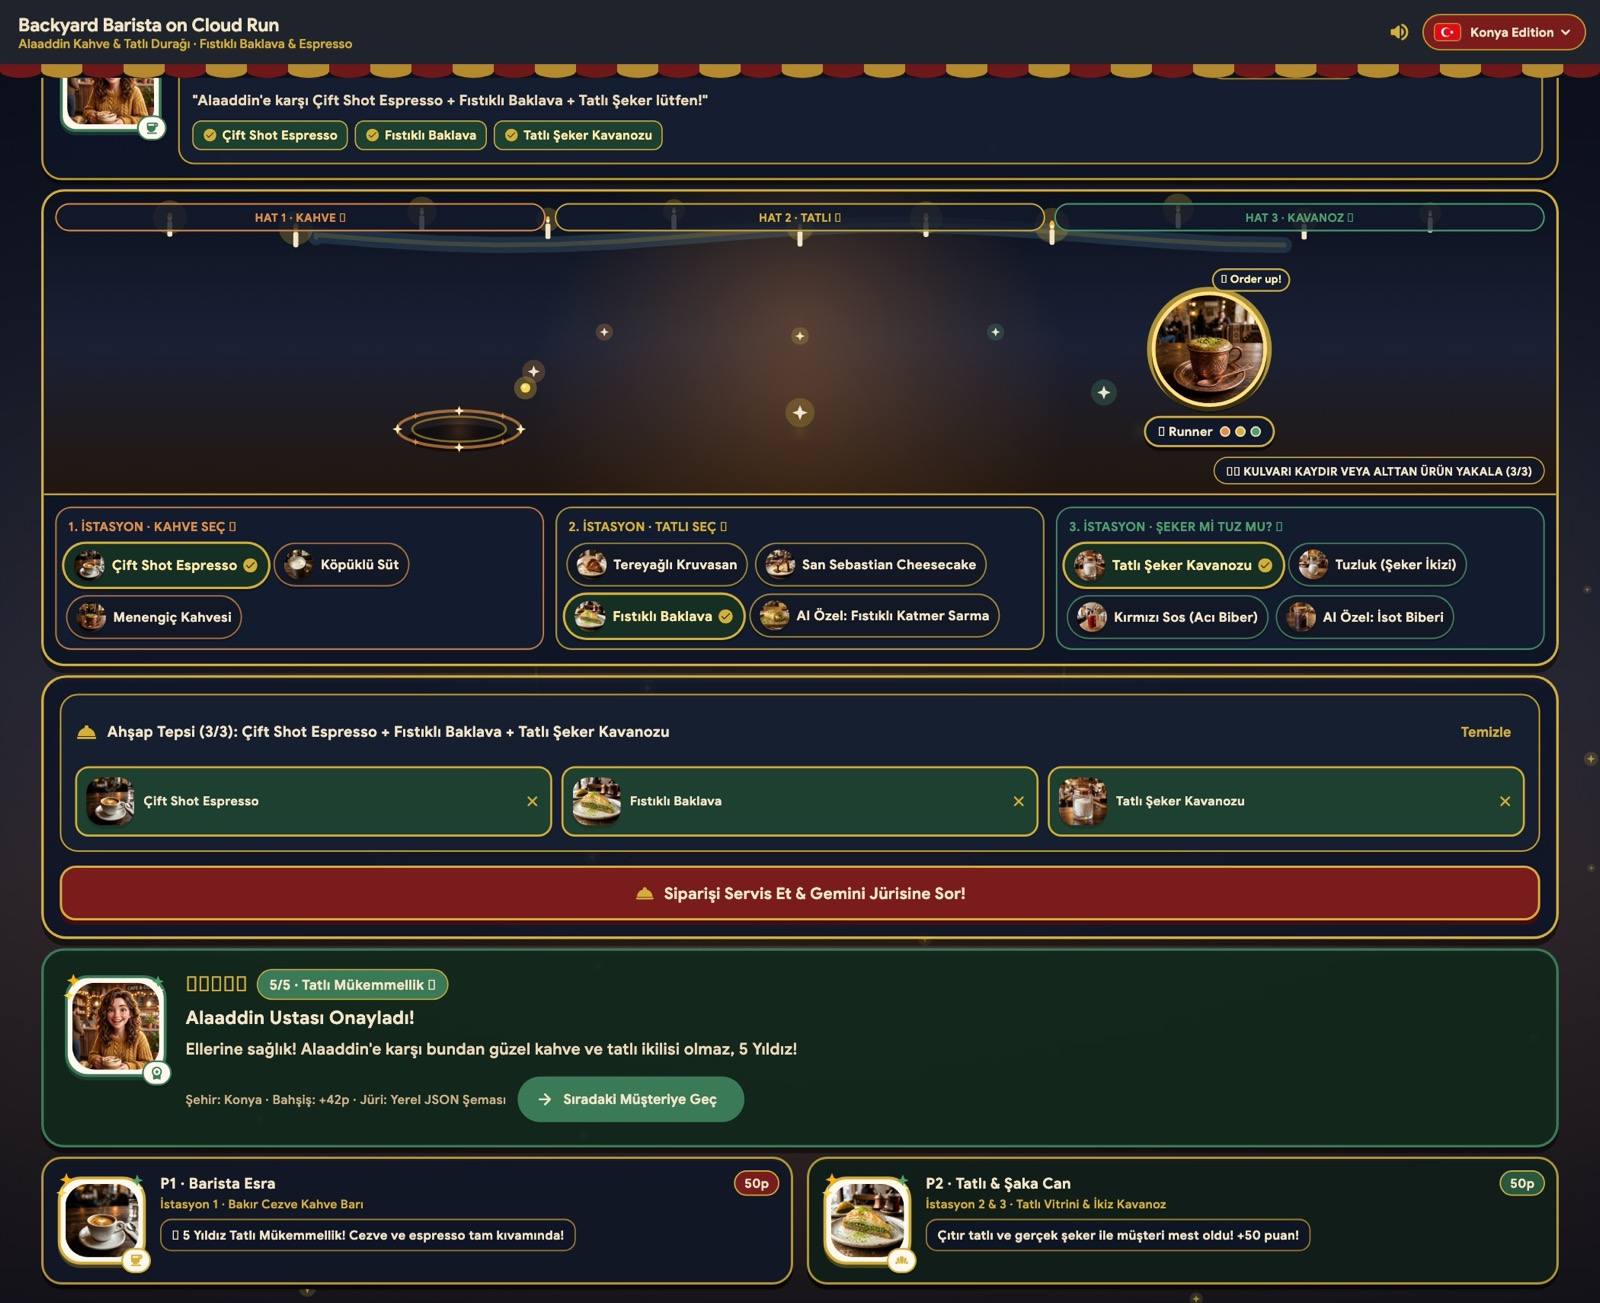 Backyard Barista on Cloud Run
Alaaddin Kahve & Tatlı Durağı · Fıstıklı Baklava & Espresso
Konya Edition
"Alaaddin'e karşı Çift Shot Espresso + Fıstıklı Baklava + Tatlı Şeker lütfen!"
Çift Shot Espresso
Fıstıklı Baklava
Tatlı Şeker Kavanozu
HAT 1 · KAHVE
HAT 2 · TATLI
HAT 3 · KAVANOZ
Order up!
Runner
KULVARI KAYDIR VEYA ALTTAN ÜRÜN YAKALA (3/3)
1. İSTASYON · KAHVE SEÇ
Çift Shot Espresso
Köpüklü Süt
Menengiç Kahvesi
2. İSTASYON · TATLI SEÇ
Tereyağlı Kruvasan
San Sebastian Cheesecake
Fıstıklı Baklava
AI Özel: Fıstıklı Katmer Sarma
3. İSTASYON · ŞEKER Mİ TUZ MU?
Tatlı Şeker Kavanozu
Tuzluk (Şeker İkizi)
Kırmızı Sos (Acı Biber)
AI Özel: İsot Biberi
Ahşap Tepsi (3/3): Çift Shot Espresso + Fıstıklı Baklava + Tatlı Şeker Kavanozu
Temizle
Çift Shot Espresso
Fıstıklı Baklava
Tatlı Şeker Kavanozu
Siparişi Servis Et & Gemini Jürisine Sor!
5/5 · Tatlı Mükemmellik
Alaaddin Ustası Onayladı!
Ellerine sağlık! Alaaddin'e karşı bundan güzel kahve ve tatlı ikilisi olmaz, 5 Yıldız!
Şehir: Konya · Bahşiş: +42p · Jüri: Yerel JSON Şeması
Sıradaki Müşteriye Geç
P1 · Barista Esra
50p
İstasyon 1 · Bakır Cezve Kahve Barı
5 Yıldız Tatlı Mükemmellik! Cezve ve espresso tam kıvamında!
P2 · Tatlı & Şaka Can
50p
İstasyon 2 & 3 · Tatlı Vitrini & İkiz Kavanoz
Çıtır tatlı ve gerçek şeker ile müşteri mest oldu! +50 puan!